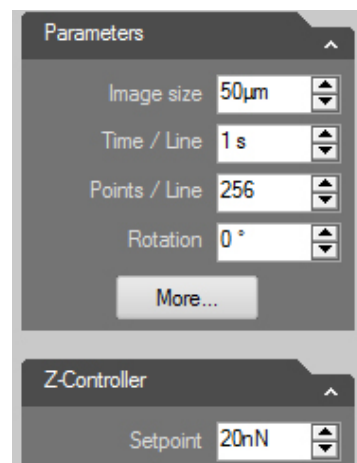 Parameters
Image size 50µm
Time / Line 1 s
Points / Line 256
Rotation 0 °
More...
Z-Controller
Setpoint 20nN